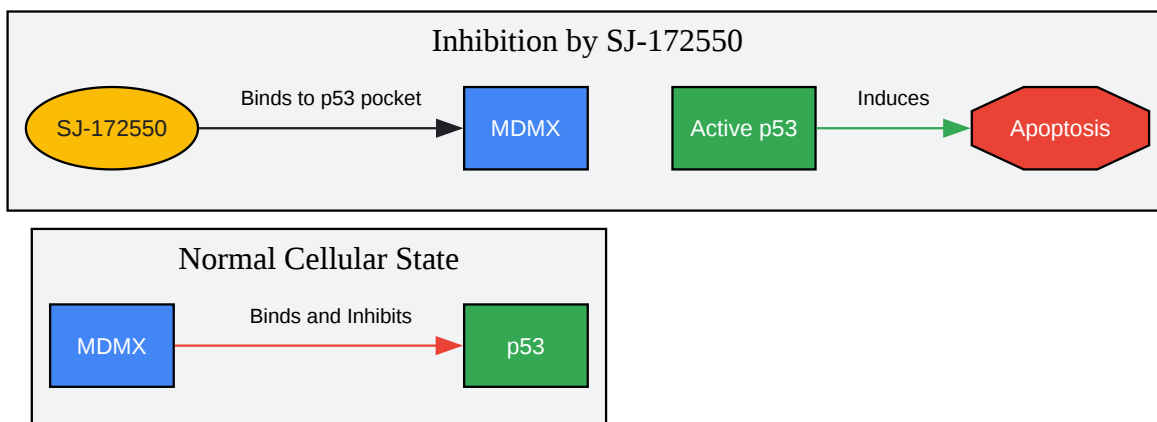 Inhibition by SJ-172550
SJ-172550
Binds to p53 pocket
MDMX
Active p53
Induces
Apoptosis
Normal Cellular State
MDMX
Binds and Inhibits
p53